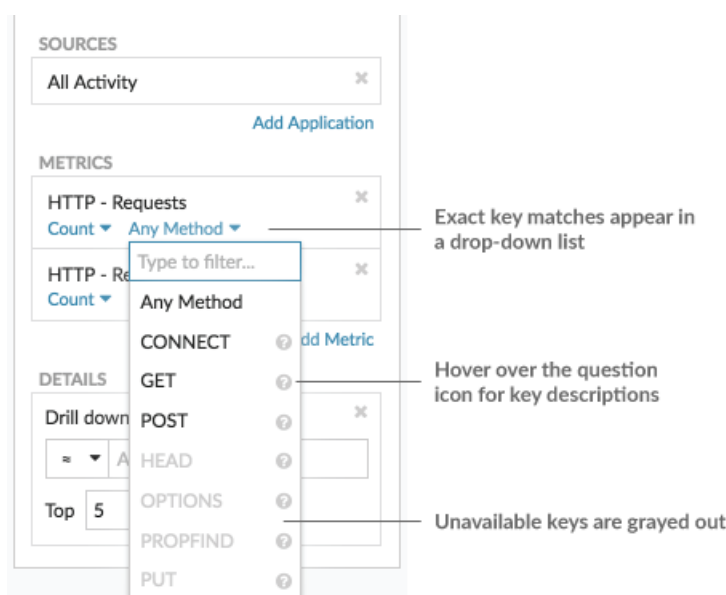 SOURCES
All Activity
Add Application
METRICS
HTTP - Requests
Count Any Method
Exact key matches appear in
a drop-down list
Type to filter...
HTTP - Re
Count
Any Method
CONNECT
dd Metric
Hover over the question
icon for key descriptions
DETAILS
GET
Drill down
POST
≈ A
HEAD
Top 5
OPTIONS
Unavailable keys are grayed out
PROPFIND
PUT